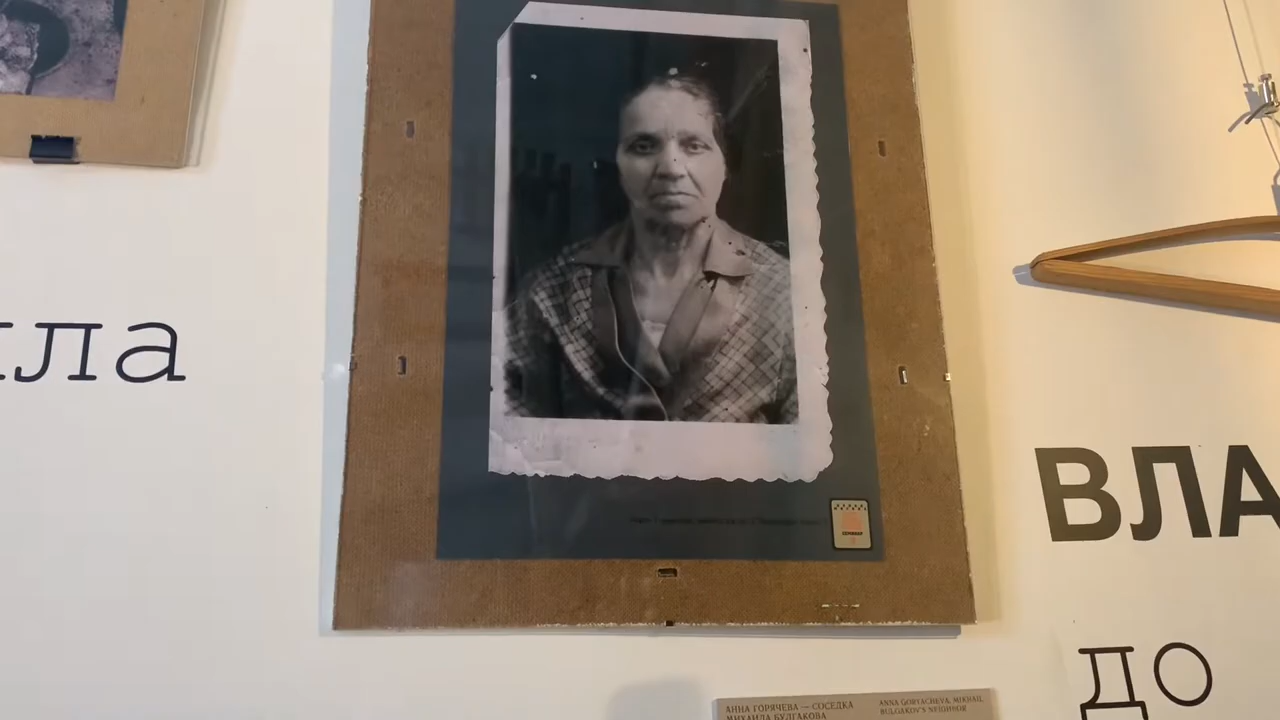 ла
ВЛА
до
АННА ГОРЯЧЕВА — СОСЕДКА
МИХАИЛА БУЛГАКОВА
ANNA GORYACHEVA, MIKHAIL
BULGAKOV'S NEIGHBOR